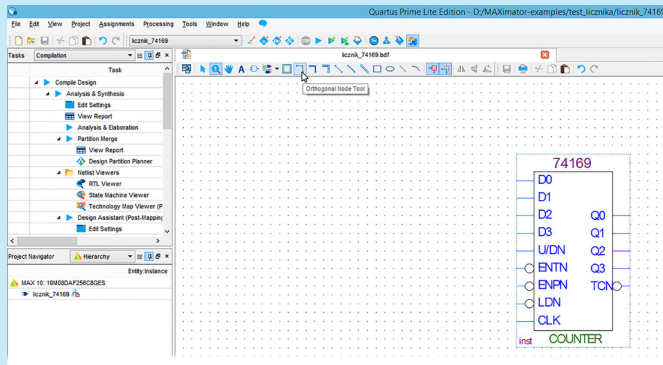 Quartus Prime Lite Edition - D:/MAXimator-examples/test_licznika/licznik_74169
File Edit View Project Assignments Processing Tools Window Help
licznik_74169
Tasks Compilation
licznik_74169.bdf
Task
Compile Design
Analysis & Synthesis
Edit Settings
View Report
Analysis & Elaboration
Partition Merge
View Report
Design Partition Planner
Netlist Viewers
RTL Viewer
State Machine Viewer
Technology Map Viewer (P
Design Assistant (Post-Mapping
Edit Settings
Project Navigator Hierarchy
Entity:Instance
MAX 10: 10M08DAF256C8GES
licznik_74169
Orthogonal Node Tool
74169
D0
D1
D2 Q0
D3 Q1
U/DN Q2
ENTN Q3
ENPN TCN
LDN
CLK
inst COUNTER